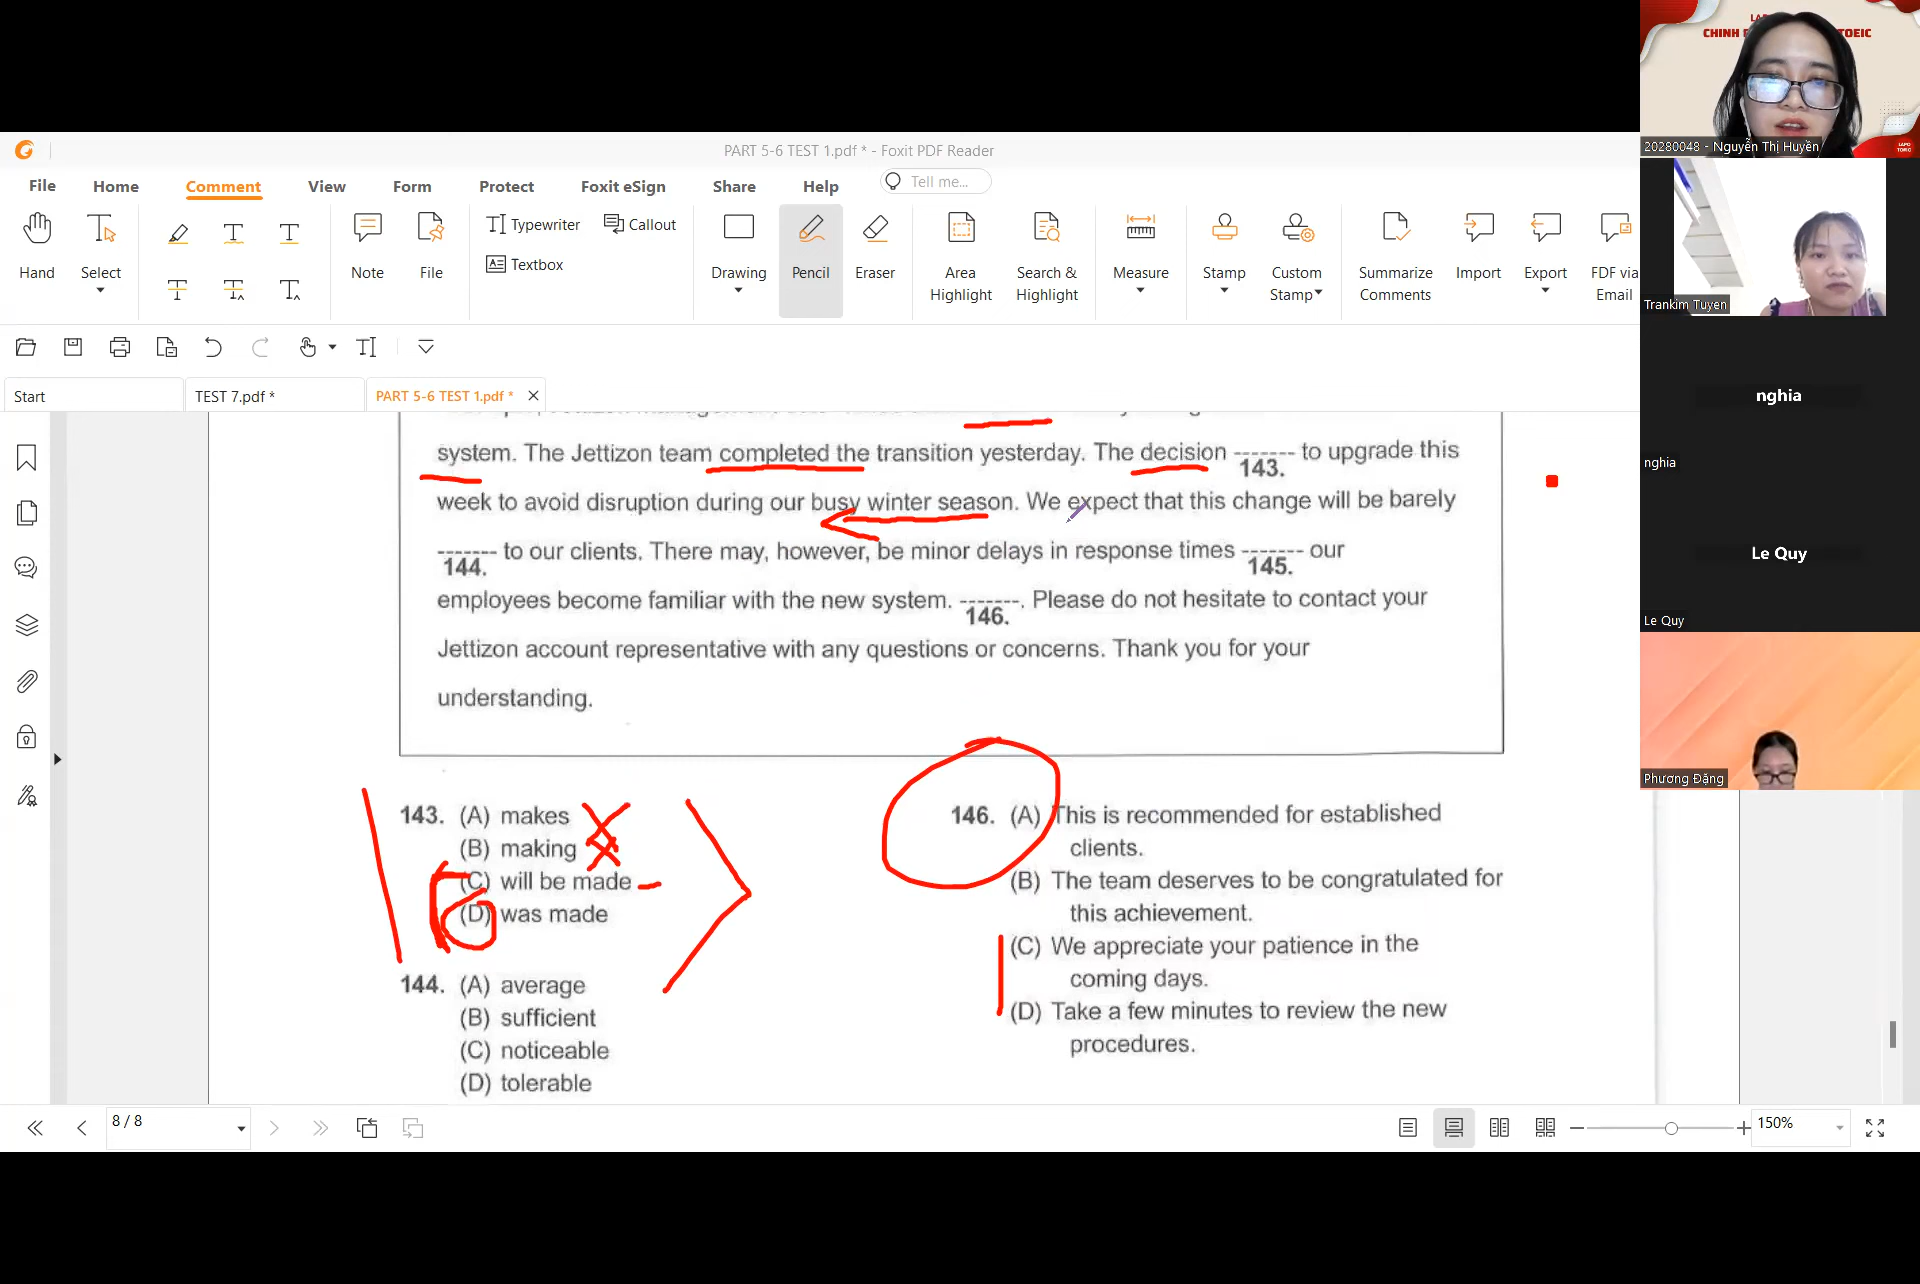 PART 5-6 TEST 1.pdf * - Foxit PDF Reader
File Home Comment View Form Protect Foxit eSign Share Help Tell me...
Hand
Select
Note
File
Typewriter
Callout
Textbox
Drawing
Pencil
Eraser
Area Highlight
Search & Highlight
Measure
Stamp
Custom Stamp
Summarize Comments
Import
Export
FDF via Email
Start
TEST 7.pdf *
PART 5-6 TEST 1.pdf *
system. The Jettizon team completed the transition yesterday. The decision ------- to upgrade this
143.
week to avoid disruption during our busy winter season. We expect that this change will be barely
------- to our clients. There may, however, be minor delays in response times ------- our
144. 145.
employees become familiar with the new system. -------. Please do not hesitate to contact your
146.
Jettizon account representative with any questions or concerns. Thank you for your
understanding.
143. (A) makes
(B) making
(C) will be made
(D) was made
144. (A) average
(B) sufficient
(C) noticeable
(D) tolerable
146. (A) This is recommended for established
clients.
(B) The team deserves to be congratulated for
this achievement.
(C) We appreciate your patience in the
coming days.
(D) Take a few minutes to review the new
procedures.
8 / 8
150%
TOEIC
20280048 - Nguyễn Thị Huyền
Trankim Tuyen
nghia
nghia
Le Quy
Le Quy
Phương Đặng